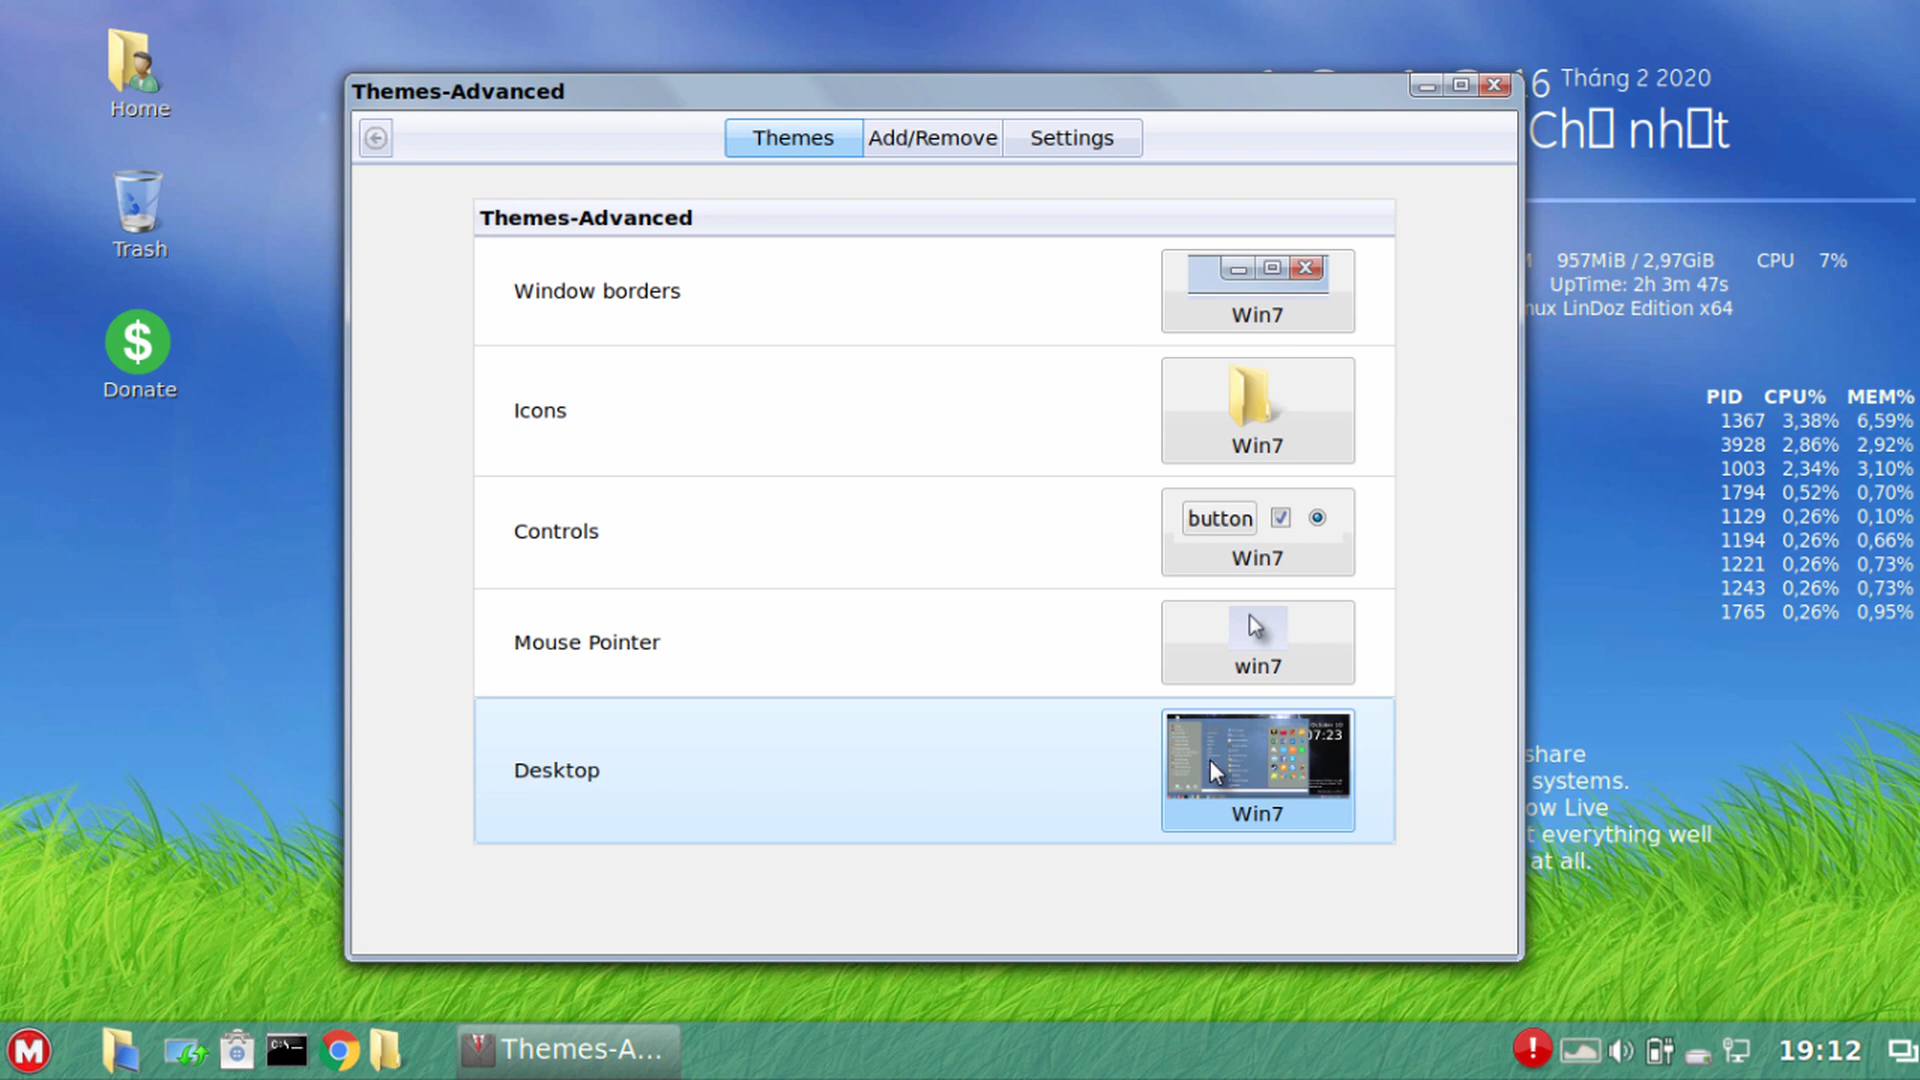 Home
Trash
Donate
Themes-Advanced
Themes Add/Remove Settings
Themes-Advanced
Window borders
Win7
Icons
Win7
Controls
button
Win7
Mouse Pointer
win7
Desktop
07:23
Win7
16 Tháng 2 2020
957MiB / 2,97GiB CPU 7%
UpTime: 2h 3m 47s
LinDoz Edition x64
PID CPU% MEM%
1367 3,38% 6,59%
3928 2,86% 2,92%
1003 2,34% 3,10%
1794 0,52% 0,70%
1129 0,26% 0,10%
1194 0,26% 0,66%
1221 0,26% 0,73%
1243 0,26% 0,73%
1765 0,26% 0,95%
share
systems.
Live
everything well
at all.
M
C:\
Themes-A...
19:12